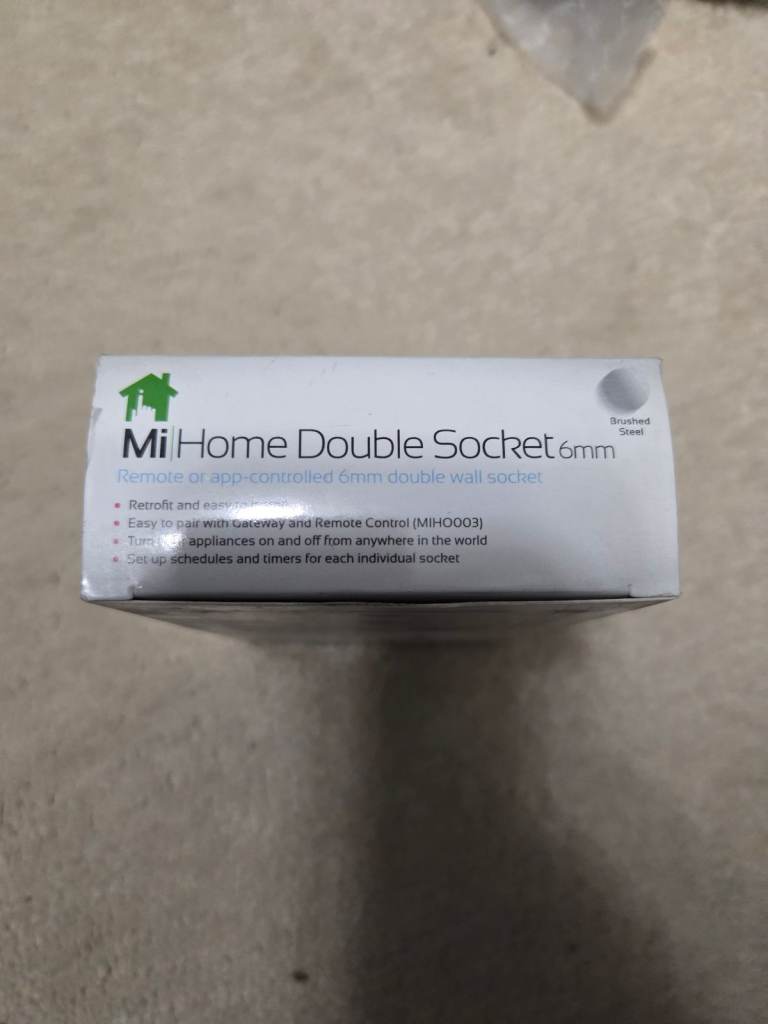 Mi|Home Double Socket 6mm
Brushed
Steel
Remote or app-controlled 6mm double wall socket
• Retrofit and easy to
• Easy to pair with Gateway and Remote Control (MIHO003)
• Turn appliances on and off from anywhere in the world
• Set up schedules and timers for each individual socket